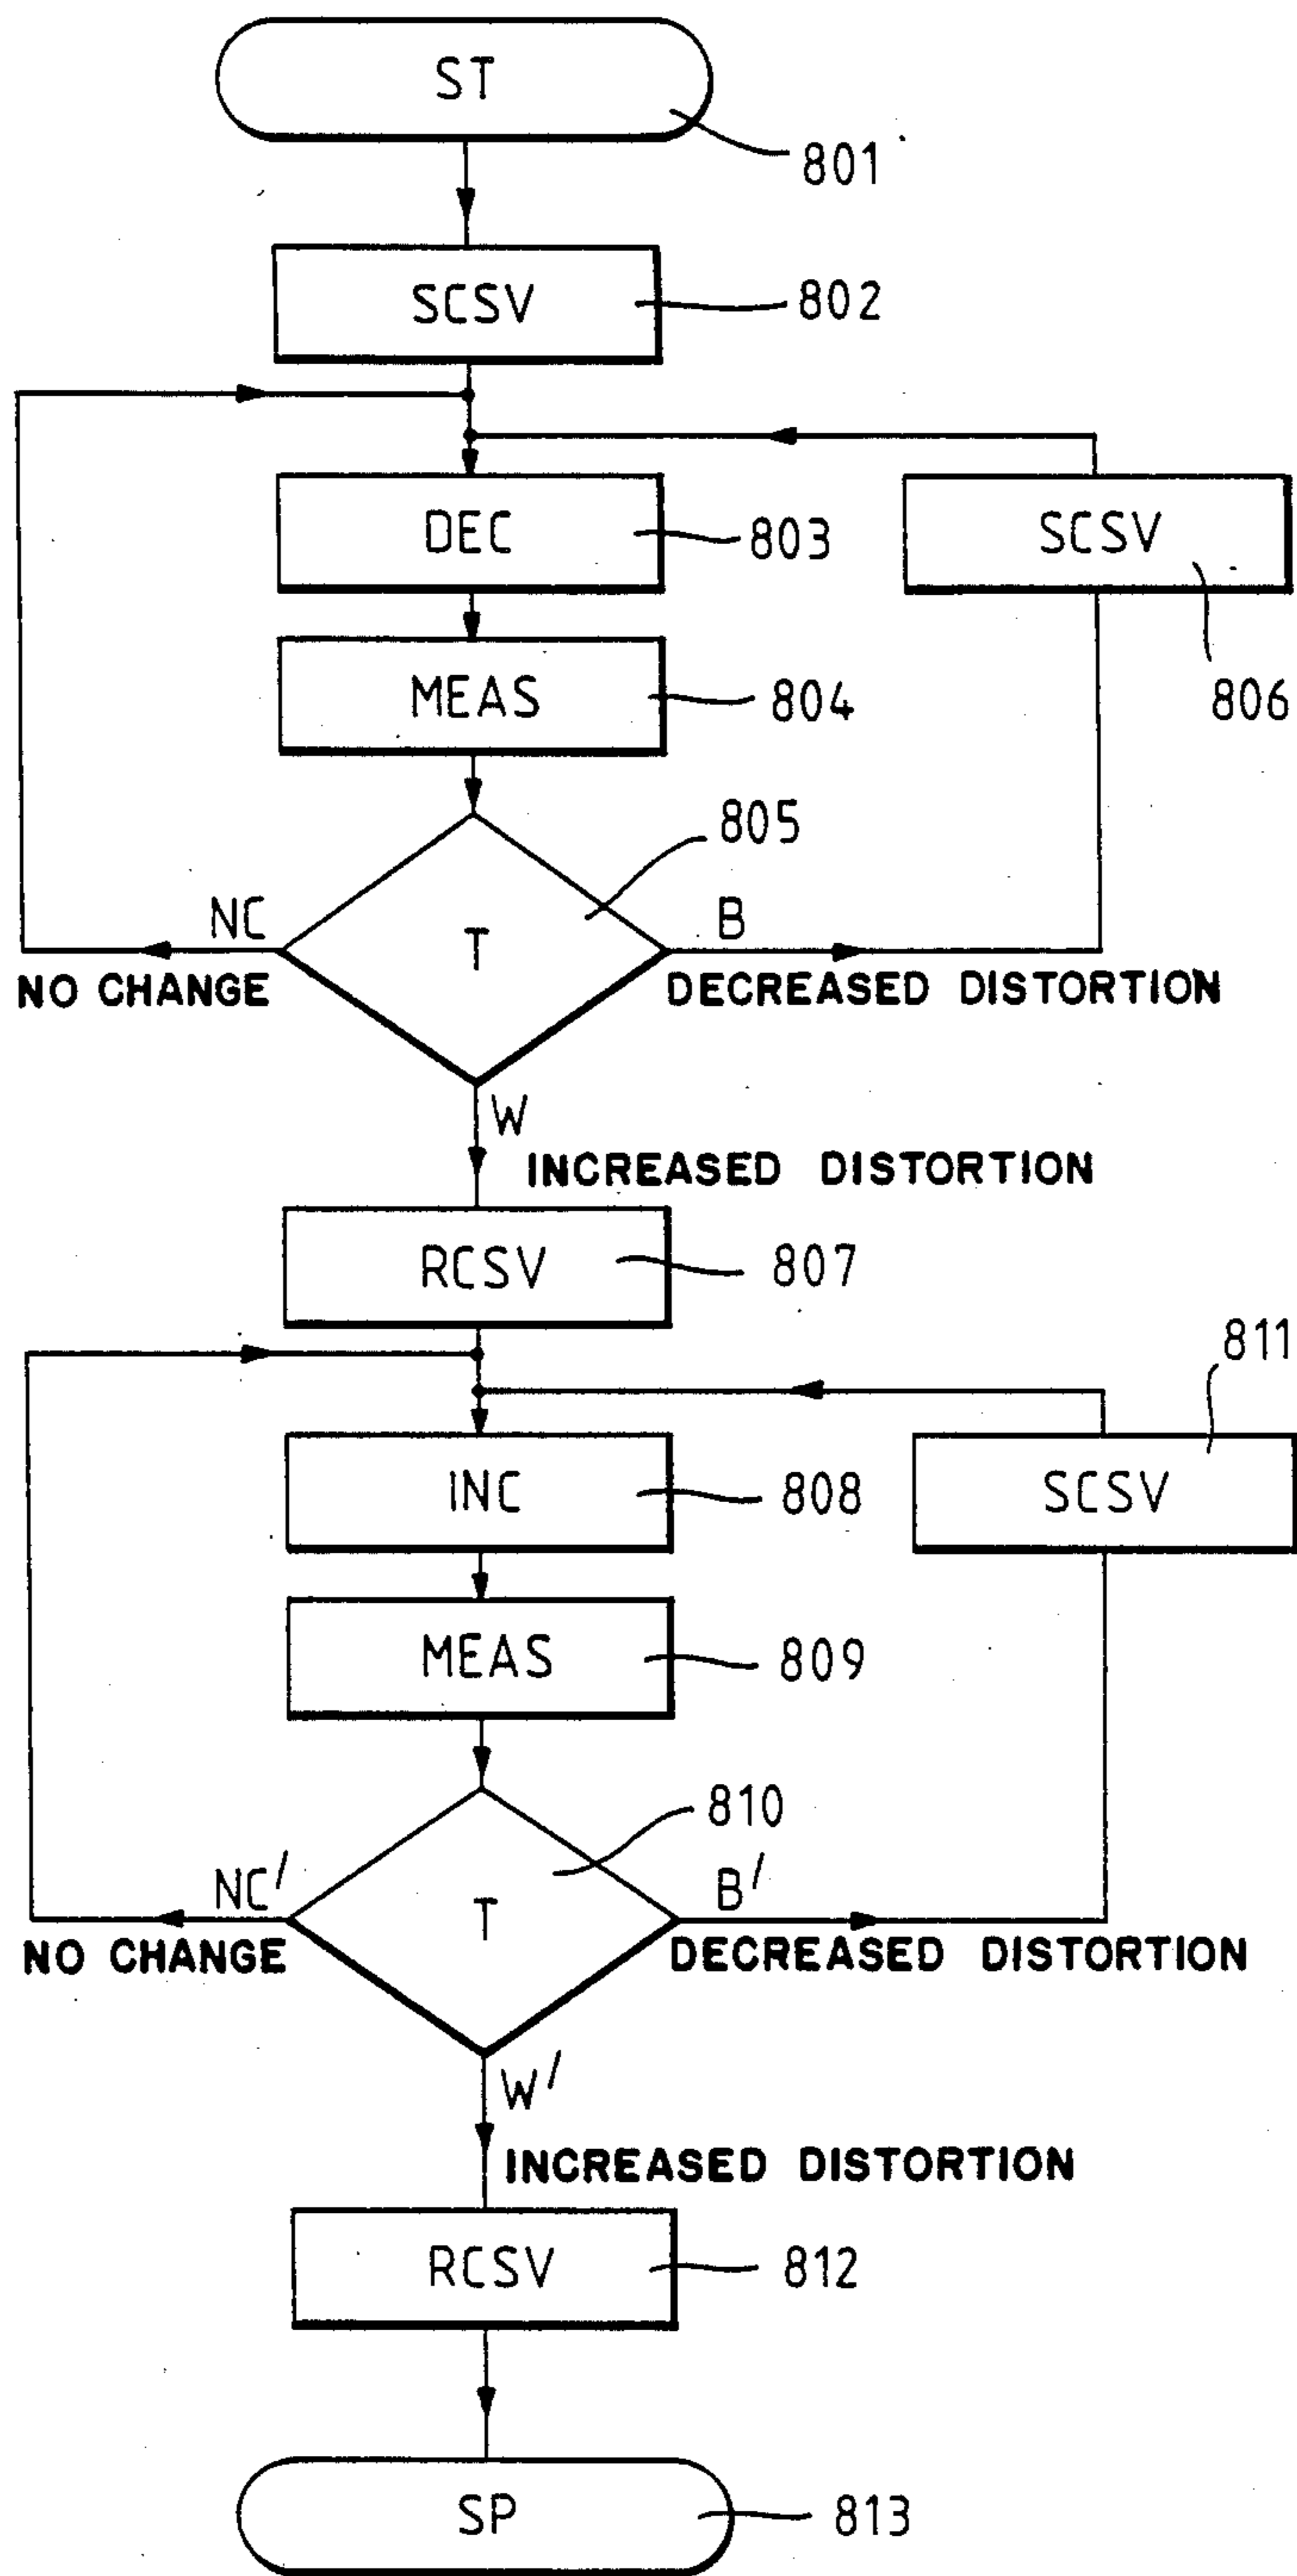 ST
801
SCSV
802
DEC
803
SCSV
806
MEAS
804
805
NC
T
B
NO CHANGE
DECREASED DISTORTION
W
INCREASED DISTORTION
RCSV
807
811
INC
808
SCSV
MEAS
809
810
NC'
T
B'
NO CHANGE
DECREASED DISTORTION
W'
INCREASED DISTORTION
RCSV
812
SP
813